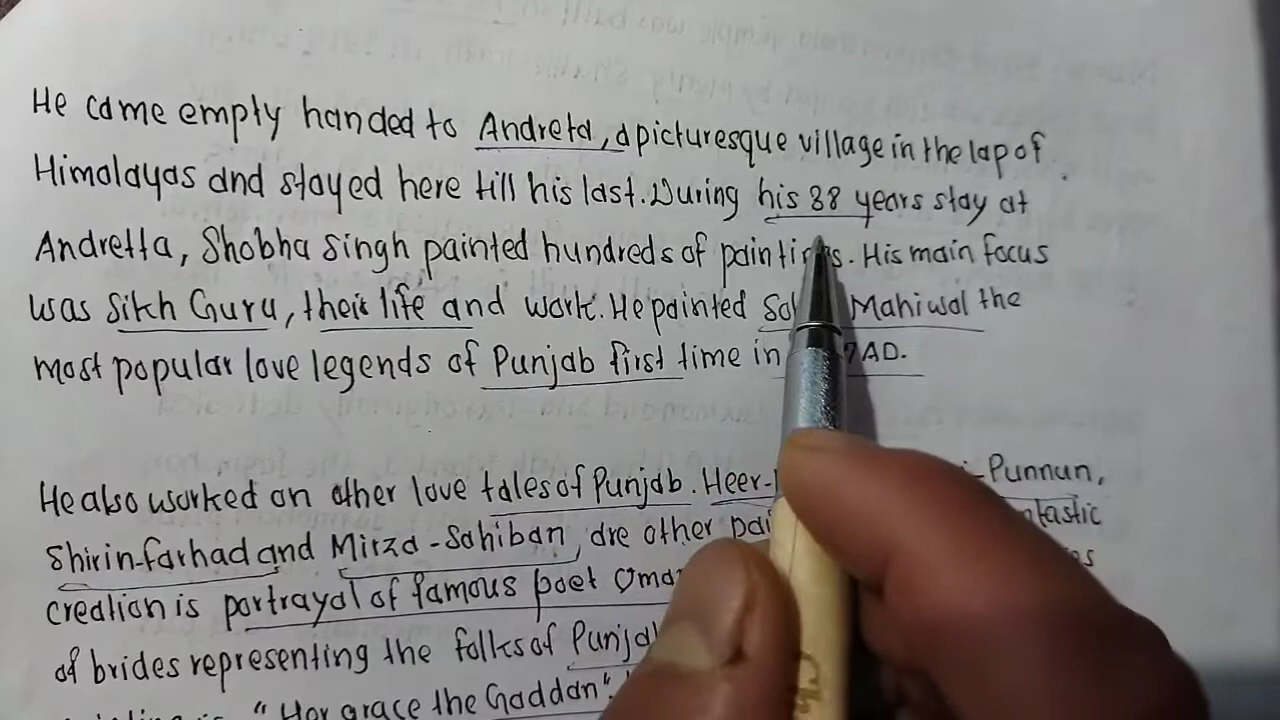 He came empty handed to Andreta, a picturesque village in the lap of
Himalayas and stayed here till his last. During his 38 years stay at
Andretta, Shobha Singh painted hundreds of paintings. His main focus
was Sikh Guru, their life and work. He painted Mahiwal the
most popular love legends of Punjab first time in AD.
He also worked on other love tales of Punjab. Heer- -Punnun,
Shirin-farhad and Mirza-Sahiban, are other
creation is portrayal of famous poet
of brides representing the folks of
"Her grace the Gaddan".